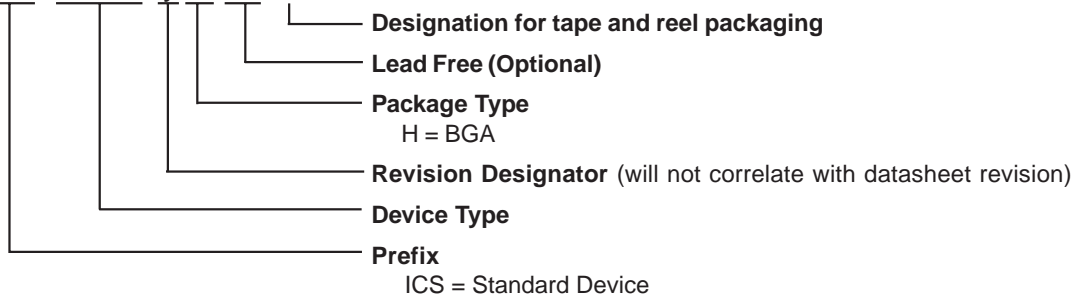 Designation for tape and reel packaging
Lead Free (Optional)
Package Type
H = BGA
Revision Designator (will not correlate with datasheet revision)
Device Type
Prefix
ICS = Standard Device